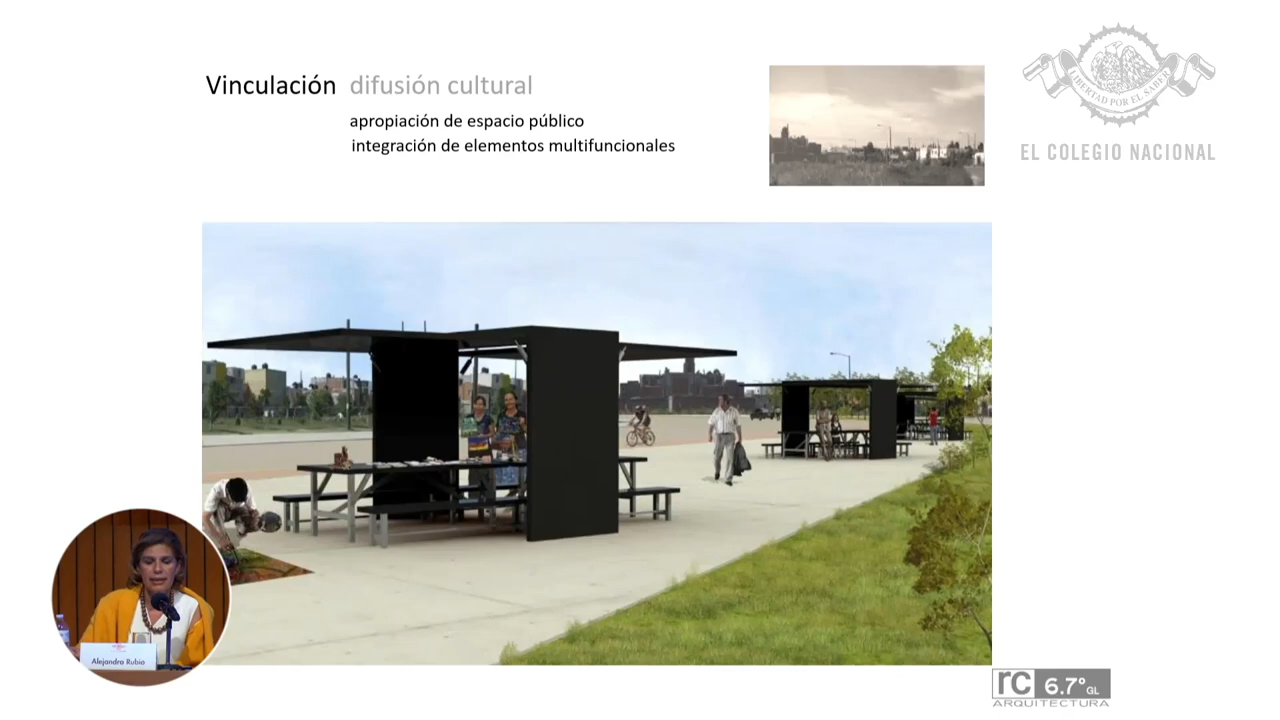 Vinculación difusión cultural
apropiación de espacio público
integración de elementos multifuncionales
LIBERTAD POR EL SABER
EL COLEGIO NACIONAL
Alejandra Rubio
rc 6.7° GL
ARQUITECTURA